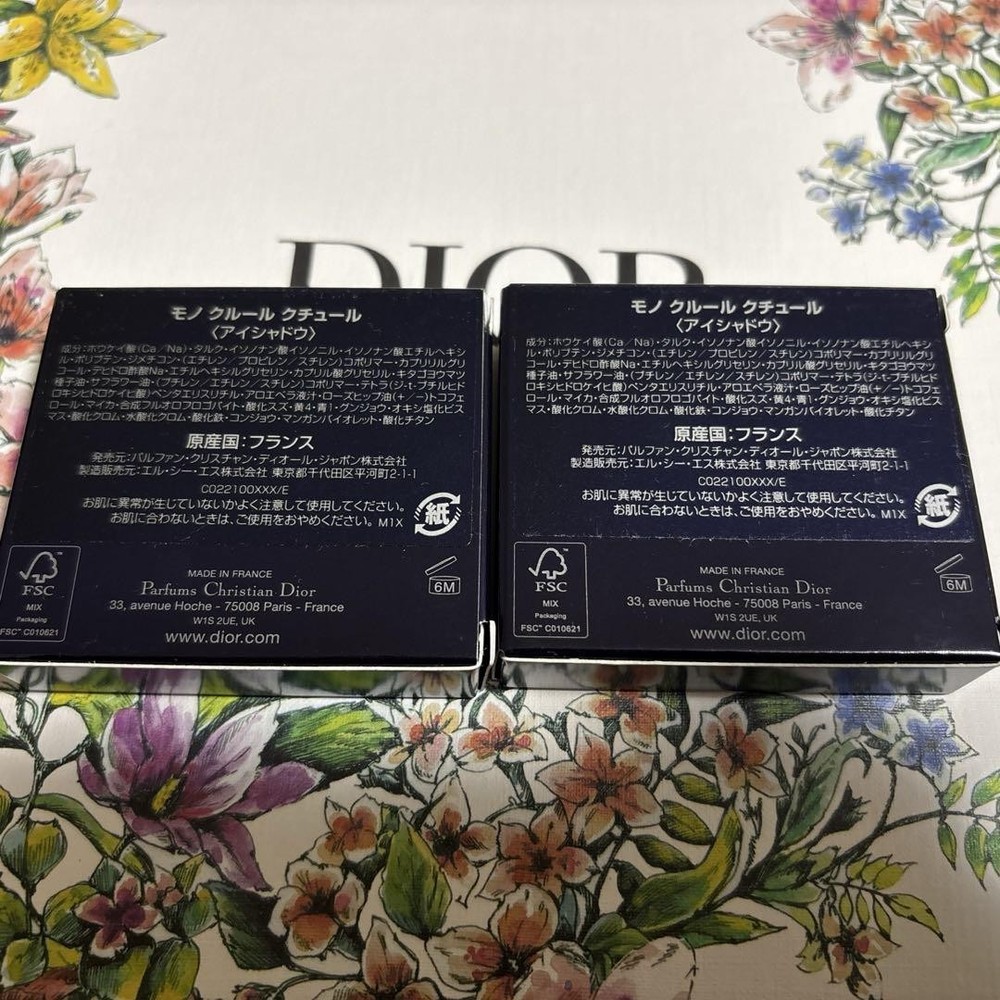 DIOR
モノ クルール クチュール
〈アイシャドウ〉
成分:ホウケイ酸(Ca/Na)・タルク・イソノナン酸イソノニル・イソノナン酸エチルヘキシ
ル・ポリブテン・ジメチコン・(エチレン/プロピレン/スチレン)コポリマー・カプリリルグリ
コール・デヒドロ酢酸Na・エチルヘキシルグリセリン・カプリル酸グリセリル・キタゴヨウマツ
種子油・サフラワー油・(ブチレン/エチレン/スチレン)コポリマー・テトラ(ジ-t-ブチルヒド
ロキシヒドロケイヒ酸)ペンタエリスリチル・アロエベラ液汁・ローズヒップ油(+/−)トコフェ
ロール・マイカ・合成フルオロフロゴパイト・酸化スズ・黄4・青1・グンジョウ・オキシ塩化ビス
マス・酸化クロム・水酸化クロム・酸化鉄・コンジョウ・マンガンバイオレット・酸化チタン
原産国:フランス
発売元:パルファン・クリスチャン・ディオール・ジャポン株式会社
製造販売元:エル・シー・エス株式会社 東京都千代田区平河町2-1-1
C022100XXX/E
お肌に異常が生じていないかよく注意して使用してください。
お肌に合わないときは、ご使用をおやめください。 M1X
紙
FSC
MIX
Packaging
FSC™ C010621
MADE IN FRANCE
Parfums Christian Dior
33, avenue Hoche - 75008 Paris - France
W1S 2UE, UK
www.dior.com
6M
モノ クルール クチュール
〈アイシャドウ〉
成分:ホウケイ酸(Ca/Na)・タルク・イソノナン酸イソノニル・イソノナン酸エチルヘキシ
ル・ポリブテン・ジメチコン・(エチレン/プロピレン/スチレン)コポリマー・カプリリルグリ
コール・デヒドロ酢酸Na・エチルヘキシルグリセリン・カプリル酸グリセリル・キタゴヨウマツ
種子油・サフラワー油・(ブチレン/エチレン/スチレン)コポリマー・テトラ(ジ-t-ブチルヒド
ロキシヒドロケイヒ酸)ペンタエリスリチル・アロエベラ液汁・ローズヒップ油(+/−)トコフェ
ロール・マイカ・合成フルオロフロゴパイト・酸化スズ・黄4・青1・グンジョウ・オキシ塩化ビス
マス・酸化クロム・水酸化クロム・酸化鉄・コンジョウ・マンガンバイオレット・酸化チタン
原産国:フランス
発売元:パルファン・クリスチャン・ディオール・ジャポン株式会社
製造販売元:エル・シー・エス株式会社 東京都千代田区平河町2-1-1
C022100XXX/E
お肌に異常が生じていないかよく注意して使用してください。
お肌に合わないときは、ご使用をおやめください。 M1X
紙
FSC
MIX
Packaging
FSC™ C010621
MADE IN FRANCE
Parfums Christian Dior
33, avenue Hoche - 75008 Paris - France
W1S 2UE, UK
www.dior.com
6M